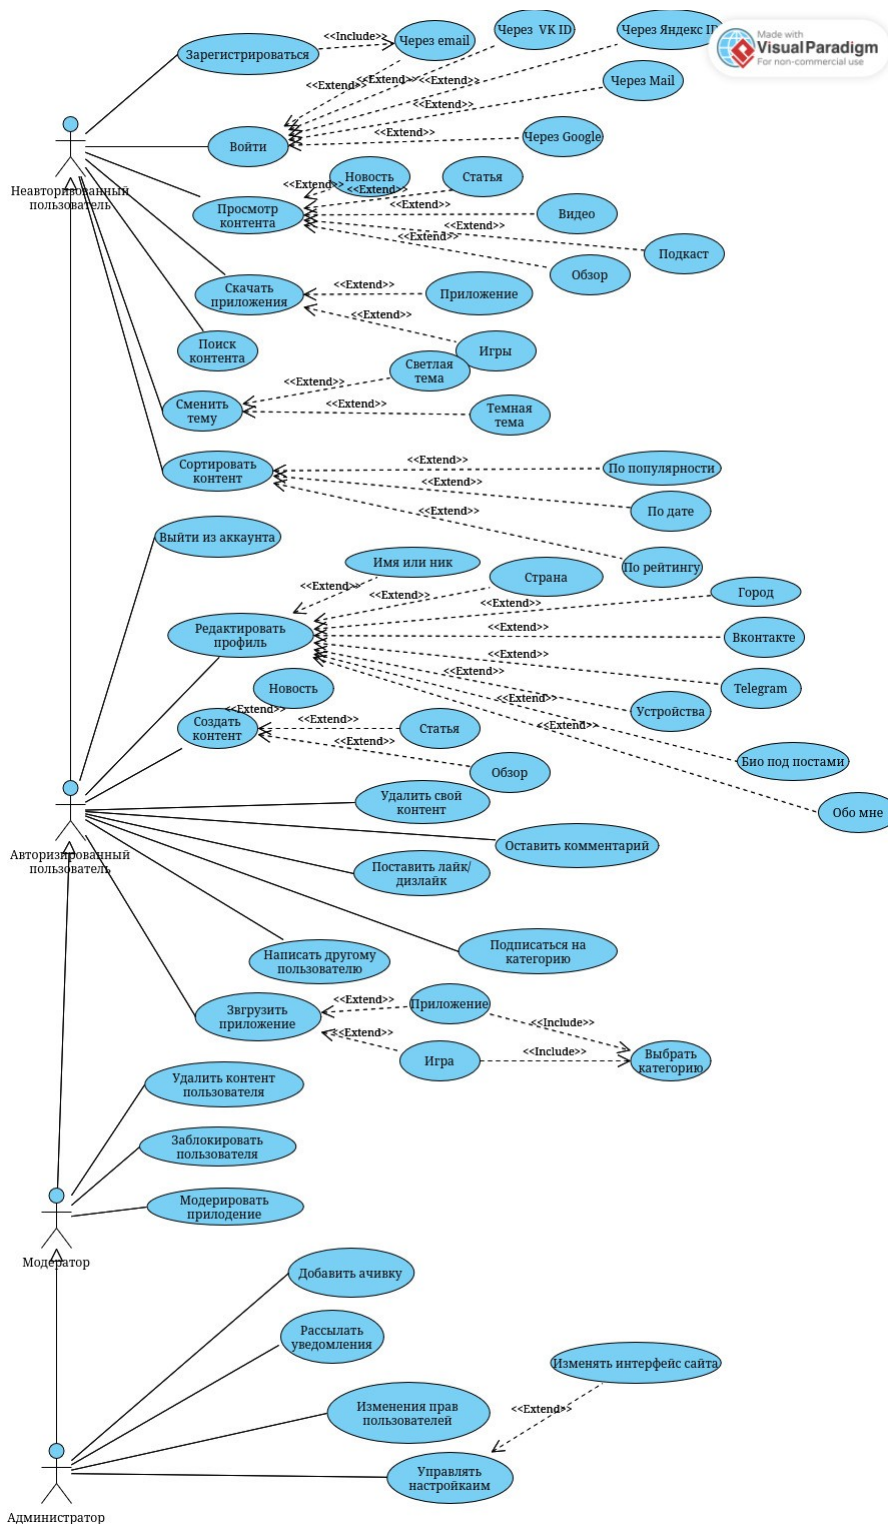 Made with
Visual Paradigm
For non-commercial use
Зарегистрироваться
<<Include>>
Через email
Через VK ID
Через Яндекс ID
Через Mail
<<Extend>>
<<Extend>>
<<Extend>>
<<Extend>>
<<Extend>>
Войти
Через Google
Неавторизованный
пользователь
Новость
Статья
<<Extend>>
<<Extend>>
<<Extend>>
<<Extend>>
<<Extend>>
Просмотр
контента
Видео
Подкаст
Обзор
Скачать
приложения
<<Extend>>
Приложение
<<Extend>>
Игры
Поиск
контента
Светлая
тема
<<Extend>>
Сменить
тему
<<Extend>>
Темная
тема
Сортировать
контент
<<Extend>>
По популярности
<<Extend>>
По дате
<<Extend>>
По рейтингу
Выйти из аккаунта
Имя или ник
<<Extend>>
Страна
<<Extend>>
Город
<<Extend>>
Редактировать
профиль
<<Extend>>
Вконтакте
<<Extend>>
Telegram
<<Extend>>
Устройства
<<Extend>>
Био под постами
<<Extend>>
Обо мне
Новость
<<Extend>>
Создать
контент
<<Extend>>
Статья
<<Extend>>
Обзор
Авторизированный
пользователь
Удалить свой
контент
Оставить комментарий
Поставить лайк/
дизлайк
Подписаться на
категорию
Написать другому
пользователю
Звгрузить
приложение
<<Extend>>
Приложение
<<Extend>>
Игра
<<Include>>
<<Include>>
Выбрать
категорию
Удалить контент
пользователя
Заблокировать
пользователя
Модерировать
прилодение
Модератор
Добавить ачивку
Рассылать
уведомления
Изменять интерфейс сайта
<<Extend>>
Изменения прав
пользователей
Управлять
настройкаим
Администратор